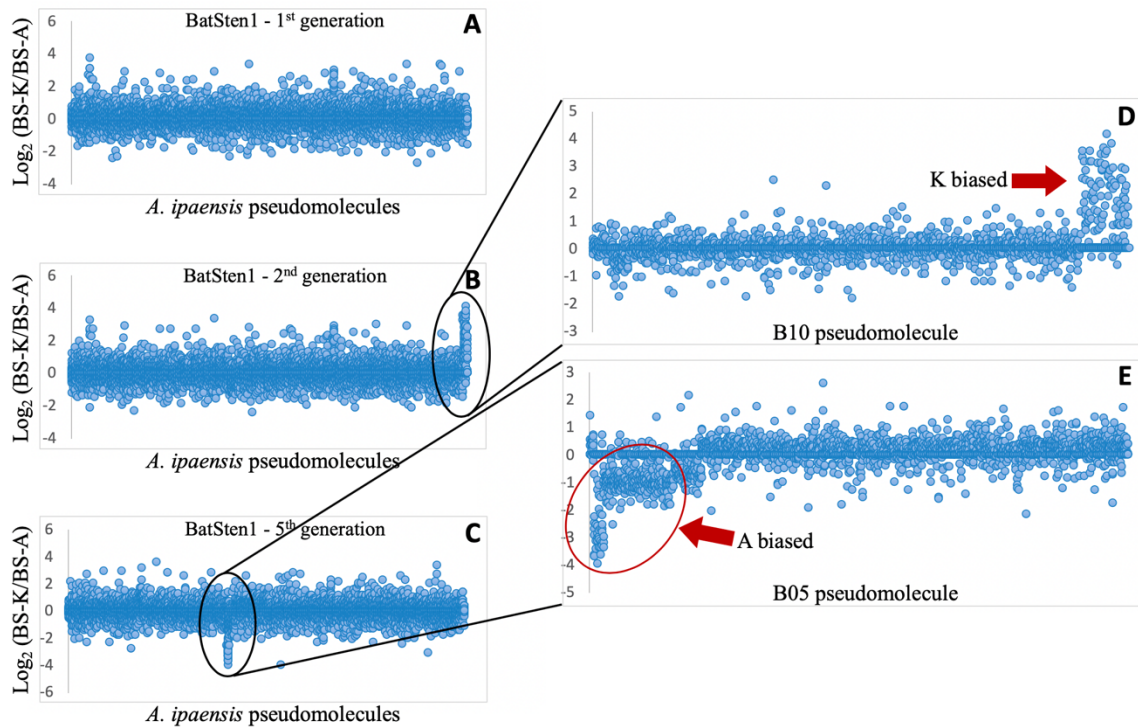 BatSten1 - 1st generation
A
Log2 (BS-K/BS-A)
6
4
2
0
-2
-4
A. ipaensis pseudomolecules
BatSten1 - 2nd generation
B
Log2 (BS-K/BS-A)
6
4
2
0
-2
-4
A. ipaensis pseudomolecules
BatSten1 - 5th generation
C
Log2 (BS-K/BS-A)
6
4
2
0
-2
-4
-6
A. ipaensis pseudomolecules
D
5
4
3
2
1
0
-1
-2
-3
K biased
B10 pseudomolecule
E
3
2
1
0
-1
-2
-3
-4
-5
A biased
B05 pseudomolecule